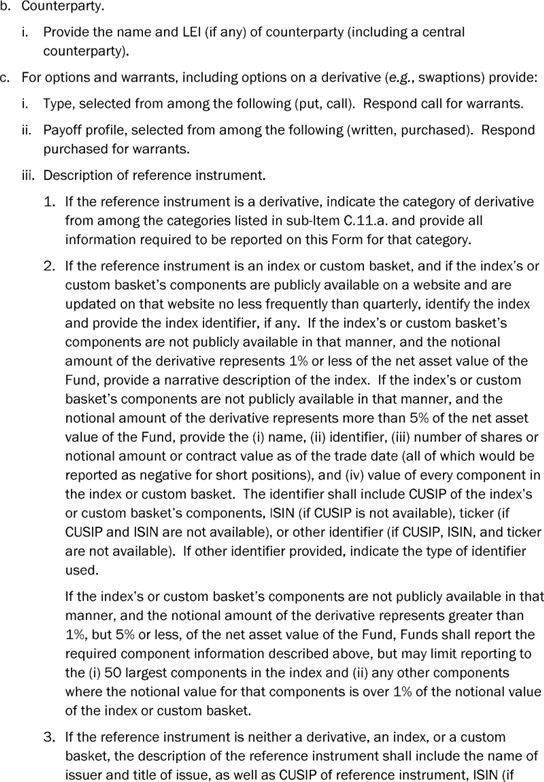 b. Counterparty.
i. Provide the name and LEI (if any) of counterparty (including a central
counterparty).
c. For options and warrants, including options on a derivative (e.g., swaptions) provide:
i. Type, selected from among the following (put, call). Respond call for warrants.
ii. Payoff profile, selected from among the following (written, purchased). Respond
purchased for warrants.
iii. Description of reference instrument.
1. If the reference instrument is a derivative, indicate the category of derivative
from among the categories listed in sub-Item C.11.a. and provide all
information required to be reported on this Form for that category.
2. If the reference instrument is an index or custom basket, and if the index's or
custom basket's components are publicly available on a website and are
updated on that website no less frequently than quarterly, identify the index
and provide the index identifier, if any. If the index's or custom basket's
components are not publicly available in that manner, and the notional
amount of the derivative represents 1% or less of the net asset value of the
Fund, provide a narrative description of the index. If the index's or custom
basket's components are not publicly available in that manner, and the
notional amount of the derivative represents more than 5% of the net asset
value of the Fund, provide the (i) name, (ii) identifier, (iii) number of shares or
notional amount or contract value as of the trade date (all of which would be
reported as negative for short positions), and (iv) value of every component in
the index or custom basket. The identifier shall include CUSIP of the index's
or custom basket's components, ISIN (if CUSIP is not available), ticker (if
CUSIP and ISIN are not available), or other identifier (if CUSIP, ISIN, and ticker
are not available). If other identifier provided, indicate the type of identifier
used.
If the index's or custom basket's components are not publicly available in that
manner, and the notional amount of the derivative represents greater than
1%, but 5% or less, of the net asset value of the Fund, Funds shall report the
required component information described above, but may limit reporting to
the (i) 50 largest components in the index and (ii) any other components
where the notional value for that components is over 1% of the notional value
of the index or custom basket.
3. If the reference instrument is neither a derivative, an index, or a custom
basket, the description of the reference instrument shall include the name of
issuer and title of issue, as well as CUSIP of reference instrument, ISIN (if